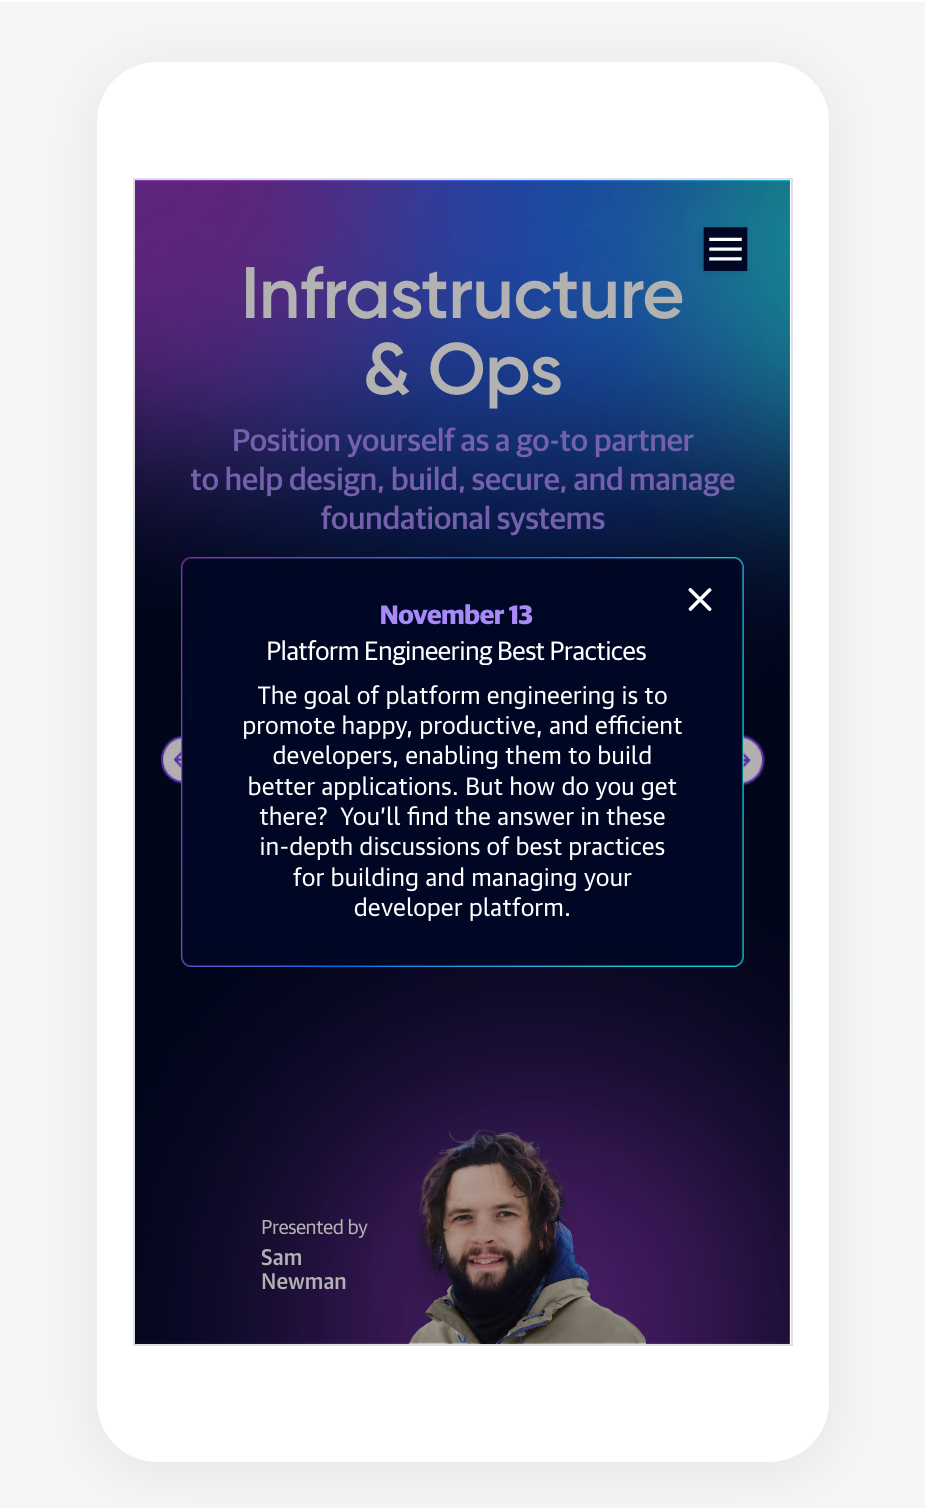 Infrastructure
& Ops
Position yourself as a go-to partner
to help design, build, secure, and manage
foundational systems
November 13
Platform Engineering Best Practices
The goal of platform engineering is to
promote happy, productive, and efficient
developers, enabling them to build
better applications. But how do you get
there?  You’ll find the answer in these
in-depth discussions of best practices
for building and managing your
developer platform.
Presented by
Sam
Newman